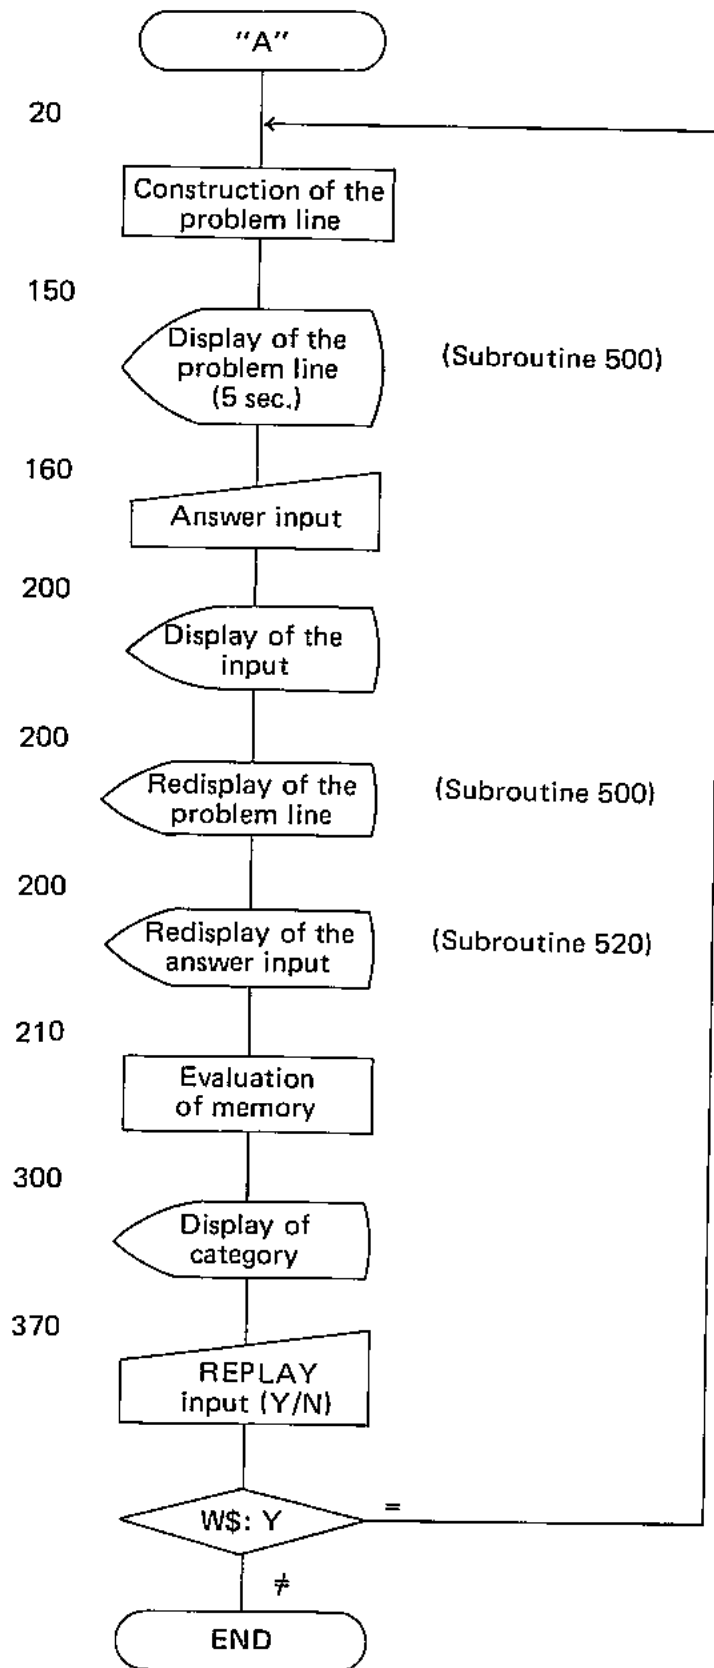 "A"
20
Construction of the
problem line
150
Display of the
problem line
(5 sec.)
(Subroutine 500)
160
Answer input
200
Display of the
input
200
Redisplay of the
problem line
(Subroutine 500)
200
Redisplay of the
answer input
(Subroutine 520)
210
Evaluation
of memory
300
Display of
category
370
REPLAY
input (Y/N)
W$: Y
=
≠
END